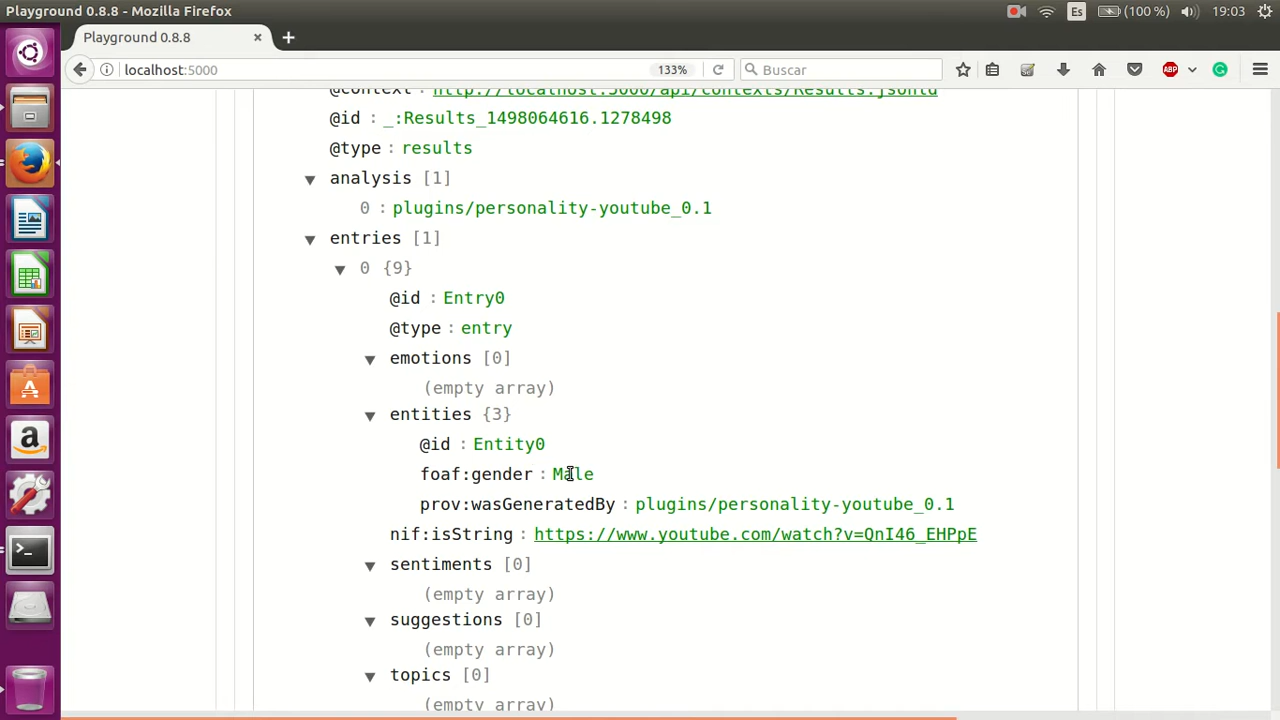 Playground 0.8.8 - Mozilla Firefox
Es (100 %) 19:03
Playground 0.8.8 × +
localhost:5000 133% Buscar ABP
@context : http://localhost:5000/api/contexts/Results.jsonld
@id : _:Results_1498064616.1278498
@type : results
analysis [1]
0 : plugins/personality-youtube_0.1
entries [1]
0 {9}
@id : Entry0
@type : entry
emotions [0]
(empty array)
entities {3}
@id : Entity0
foaf:gender : Male
prov:wasGeneratedBy : plugins/personality-youtube_0.1
nif:isString : https://www.youtube.com/watch?v=QnI46_EHPpE
sentiments [0]
(empty array)
suggestions [0]
(empty array)
topics [0]
(empty array)